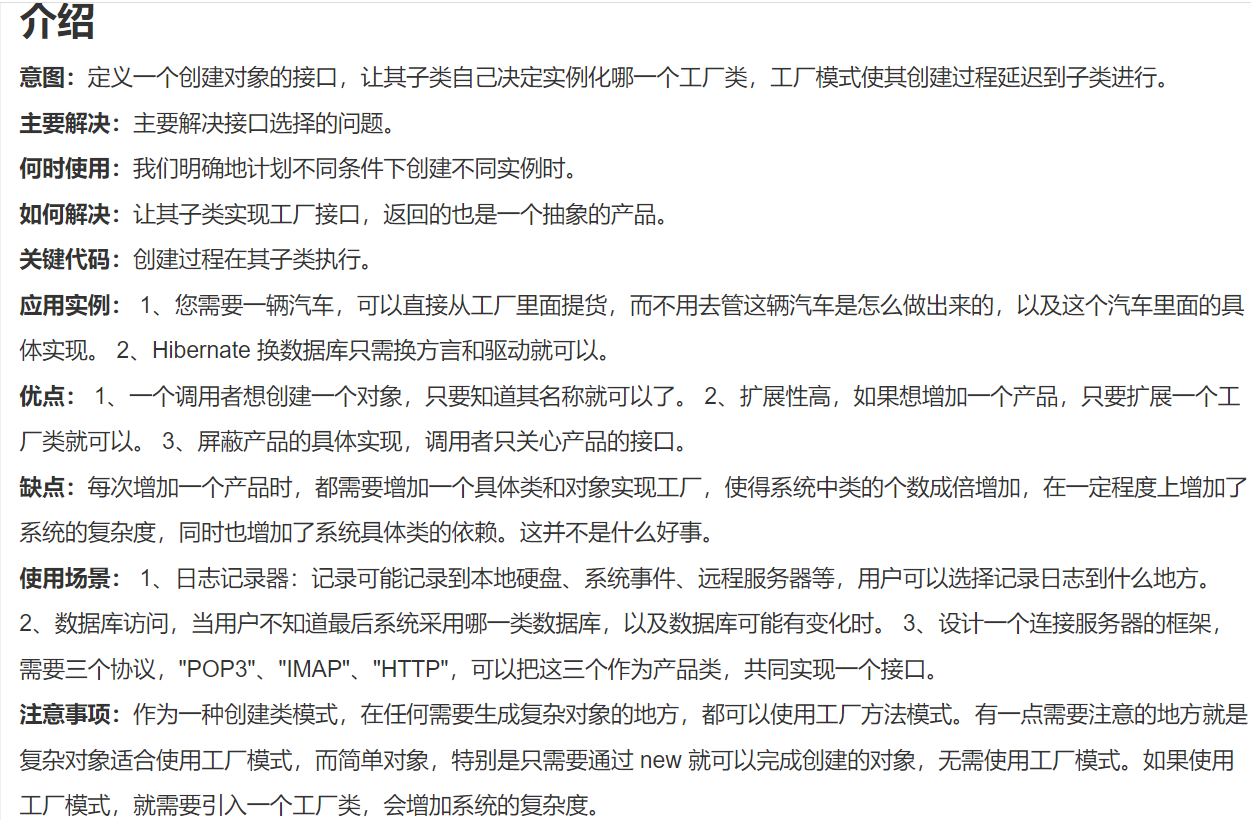 介绍
意图：定义一个创建对象的接口，让其子类自己决定实例化哪一个工厂类，工厂模式使其创建过程延迟到子类进行。
主要解决：主要解决接口选择的问题。
何时使用：我们明确地计划不同条件下创建不同实例时。
如何解决：让其子类实现工厂接口，返回的也是一个抽象的产品。
关键代码：创建过程在其子类执行。
应用实例： 1、您需要一辆汽车，可以直接从工厂里面提货，而不用去管这辆汽车是怎么做出来的，以及这个汽车里面的具
体实现。 2、Hibernate 换数据库只需换方言和驱动就可以。
优点： 1、一个调用者想创建一个对象，只要知道其名称就可以了。 2、扩展性高，如果想增加一个产品，只要扩展一个工
厂类就可以。 3、屏蔽产品的具体实现，调用者只关心产品的接口。
缺点：每次增加一个产品时，都需要增加一个具体类和对象实现工厂，使得系统中类的个数成倍增加，在一定程度上增加了
系统的复杂度，同时也增加了系统具体类的依赖。这并不是什么好事。
使用场景： 1、日志记录器：记录可能记录到本地硬盘、系统事件、远程服务器等，用户可以选择记录日志到什么地方。
2、数据库访问，当用户不知道最后系统采用哪一类数据库，以及数据库可能有变化时。 3、设计一个连接服务器的框架，
需要三个协议，"POP3"、"IMAP"、"HTTP"，可以把这三个作为产品类，共同实现一个接口。
注意事项：作为一种创建类模式，在任何需要生成复杂对象的地方，都可以使用工厂方法模式。有一点需要注意的地方就是
复杂对象适合使用工厂模式，而简单对象，特别是只需要通过 new 就可以完成创建的对象，无需使用工厂模式。如果使用
工厂模式，就需要引入一个工厂类，会增加系统的复杂度。